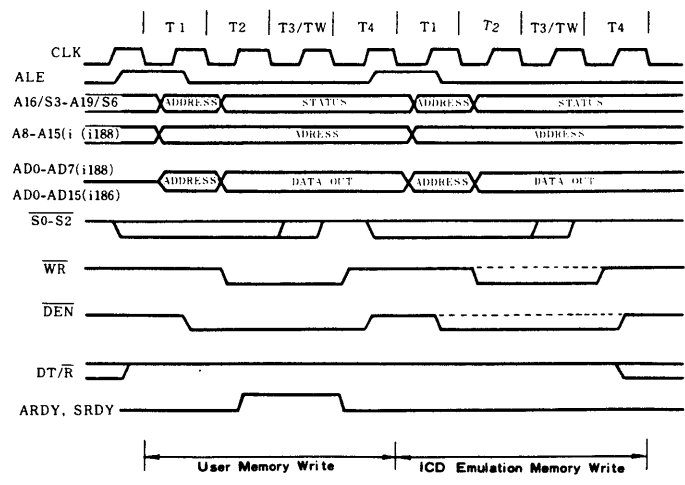 T1 T2 T3/TW T4 T1 T2 T3/TW T4
CLK
ALE
A16/S3-A19/S6 ADDRESS STATUS ADDRESS STATUS
A8-A15(i (i188) ADRESS ADDRESS
AD0-AD7(i188)
AD0-AD15(i186) ADDRESS DATA OUT ADDRESS DATA OUT
S0-S2
WR
DEN
DT/R
ARDY, SRDY
User Memory Write ICD Emulation Memory Write